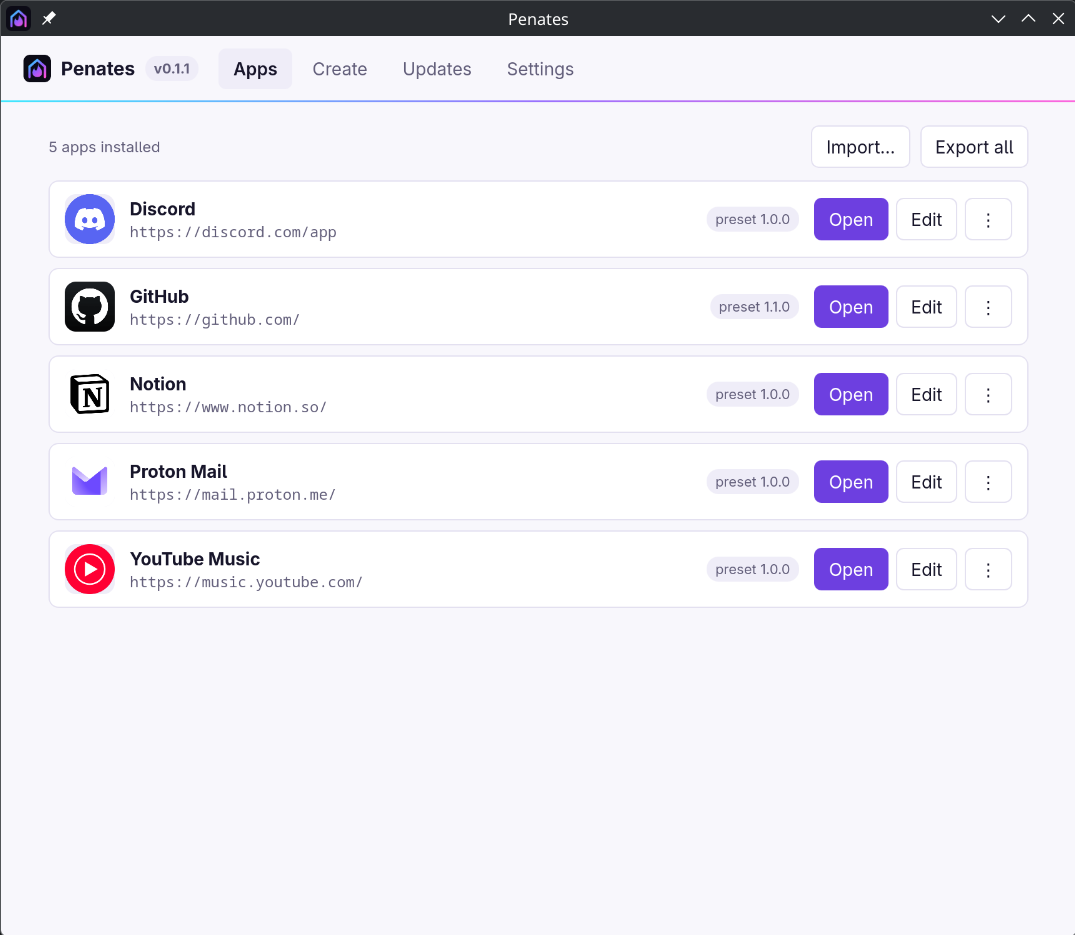 Penates
Penates v0.1.1 Apps Create Updates Settings
5 apps installed Import... Export all
Discord
https://discord.com/app
preset 1.0.0 Open Edit ⋮
GitHub
https://github.com/
preset 1.1.0 Open Edit ⋮
N
Notion
https://www.notion.so/
preset 1.0.0 Open Edit ⋮
Proton Mail
https://mail.proton.me/
preset 1.0.0 Open Edit ⋮
YouTube Music
https://music.youtube.com/
preset 1.0.0 Open Edit ⋮